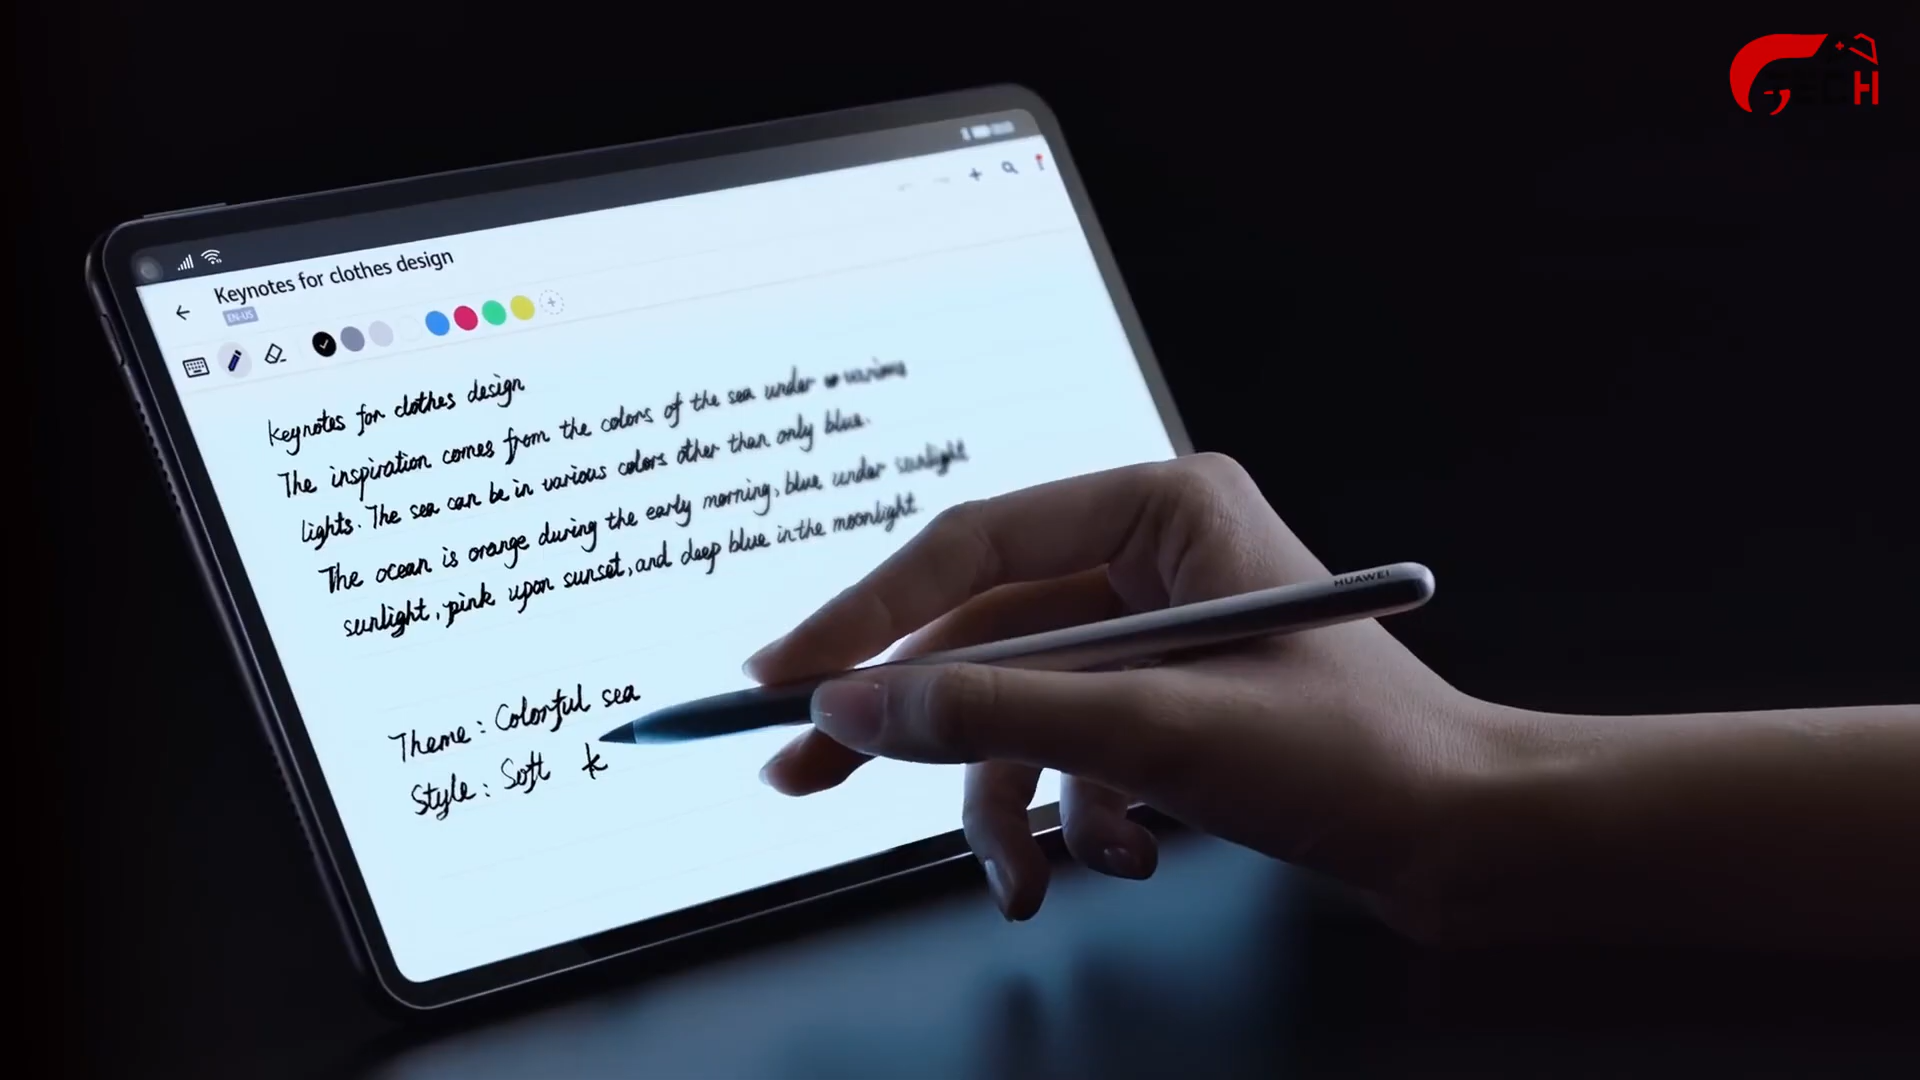 TECH
Keynotes for clothes design
EN-US
Keynotes for clothes design
The inspiration comes from the colors of the sea under various
lights. The sea can be in various colors other than only blue.
The ocean is orange during the early morning, blue under sunlight
sunlight, pink upon sunset, and deep blue in the moonlight.
Theme: Colorful sea
Style: Soft k
HUAWEI